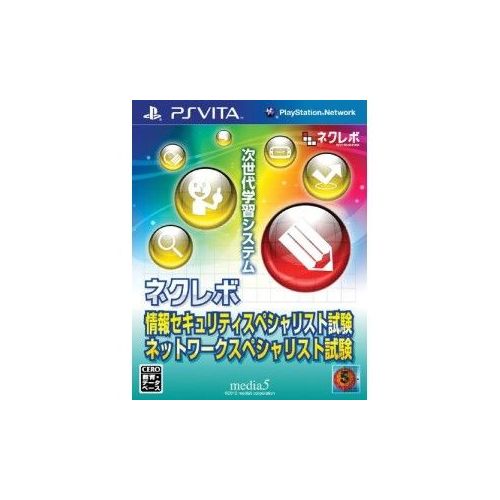 PSVITA
PlayStation Network
ネクレボ
次世代学習システム
ネクレボ
情報セキュリティスペシャリスト試験
ネットワークスペシャリスト試験
CERO
教育・
データ
ベース
media5
5